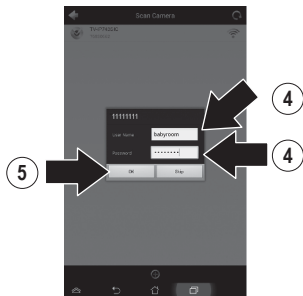 Scan Camera
11111111
User Name babyroom
4
Password ••••••••
4
5
OK Skip